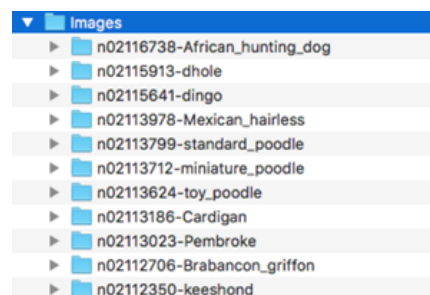 Images
n02116738-African_hunting_dog
n02115913-dhole
n02115641-dingo
n02113978-Mexican_hairless
n02113799-standard_poodle
n02113712-miniature_poodle
n02113624-toy_poodle
n02113186-Cardigan
n02113023-Pembroke
n02112706-Brabancon_griffon
n02112350-keeshond